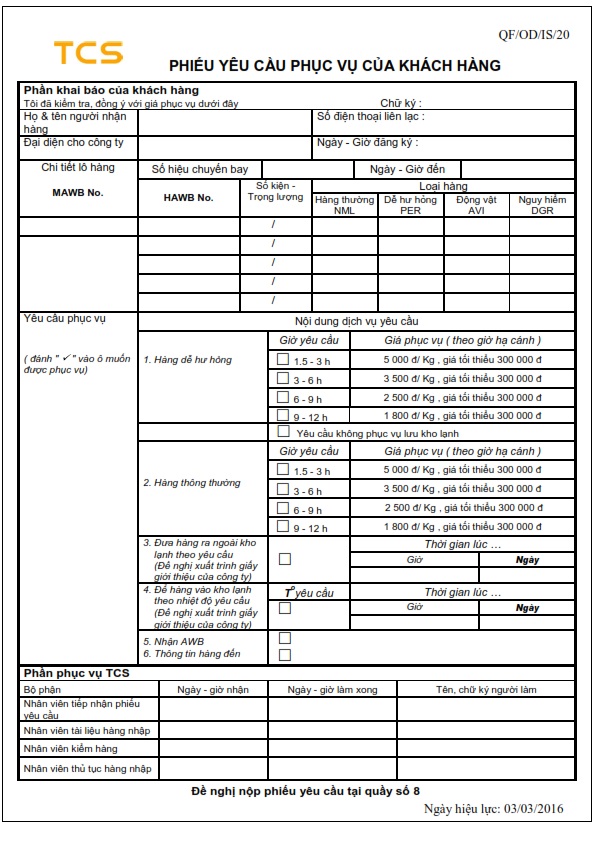 QF/OD/IS/20
TCS
PHIẾU YÊU CẦU PHỤC VỤ CỦA KHÁCH HÀNG
Phần khai báo của khách hàng
Tôi đã kiểm tra, đồng ý với giá phục vụ dưới đây
Chữ ký :
Họ & tên người nhận
hàng
Số điện thoại liên lạc :
Đại diện cho công ty
Ngày - Giờ đăng ký :
Chi tiết lô hàng
Số hiệu chuyến bay
Ngày - Giờ đến
MAWB No.
HAWB No.
Số kiện -
Trọng lượng
Loại hàng
Hàng thường
NML
Dễ hư hỏng
PER
Động vật
AVI
Nguy hiểm
DGR
/
/
/
/
/
Yêu cầu phục vụ
Nội dung dịch vụ yêu cầu
( đánh " ✓ " vào ô muốn
được phục vụ)
1. Hàng dễ hư hỏng
Giờ yêu cầu
Giá phục vụ ( theo giờ hạ cánh )
☐ 1.5 - 3 h
5 000 đ/ Kg , giá tối thiểu 300 000 đ
☐ 3 - 6 h
3 500 đ/ Kg , giá tối thiểu 300 000 đ
☐ 6 - 9 h
2 500 đ/ Kg , giá tối thiểu 300 000 đ
☐ 9 - 12 h
1 800 đ/ Kg , giá tối thiểu 300 000 đ
☐ Yêu cầu không phục vụ lưu kho lạnh
2. Hàng thông thường
Giờ yêu cầu
Giá phục vụ ( theo giờ hạ cánh )
☐ 1.5 - 3 h
5 000 đ/ Kg , giá tối thiểu 300 000 đ
☐ 3 - 6 h
3 500 đ/ Kg , giá tối thiểu 300 000 đ
☐ 6 - 9 h
2 500 đ/ Kg , giá tối thiểu 300 000 đ
☐ 9 - 12 h
1 800 đ/ Kg , giá tối thiểu 300 000 đ
3. Đưa hàng ra ngoài kho
lạnh theo yêu cầu
(Đề nghị xuất trình giấy
giới thiệu của công ty)
☐
Thời gian lúc …
Giờ
Ngày
4. Để hàng vào kho lạnh
theo nhiệt độ yêu cầu
(Đề nghị xuất trình giấy
giới thiệu của công ty)
T⁰ yêu cầu
☐
Thời gian lúc …
Giờ
Ngày
5. Nhận AWB
☐
6. Thông tin hàng đến
☐
Phần phục vụ TCS
Bộ phận
Ngày - giờ nhận
Ngày - giờ làm xong
Tên, chữ ký người làm
Nhân viên tiếp nhận phiếu
yêu cầu
Nhân viên tài liệu hàng nhập
Nhân viên kiểm hàng
Nhân viên thủ tục hàng nhập
Đề nghị nộp phiếu yêu cầu tại quầy số 8
Ngày hiệu lực: 03/03/2016